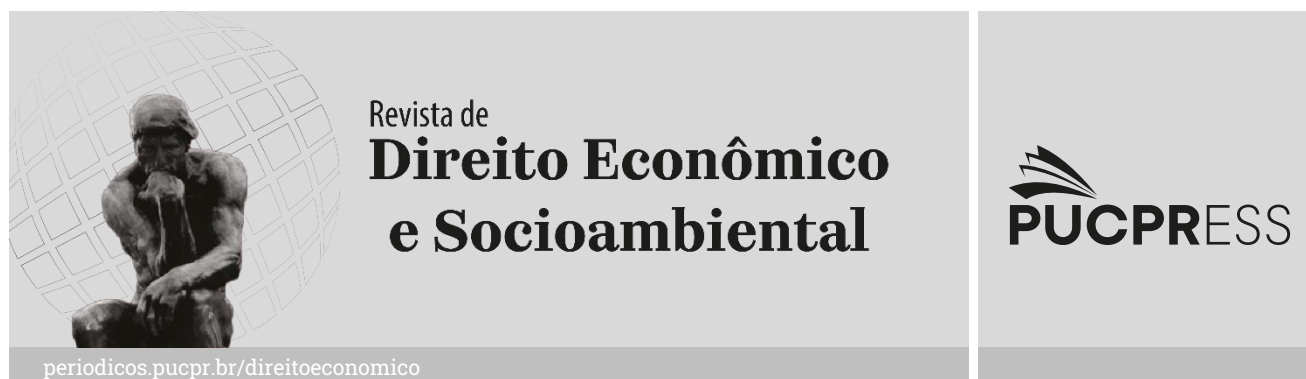 Revista de
Direito Econômico
e Socioambiental
PUCPRESS
periodicos.pucpr.br/direitoeconomico